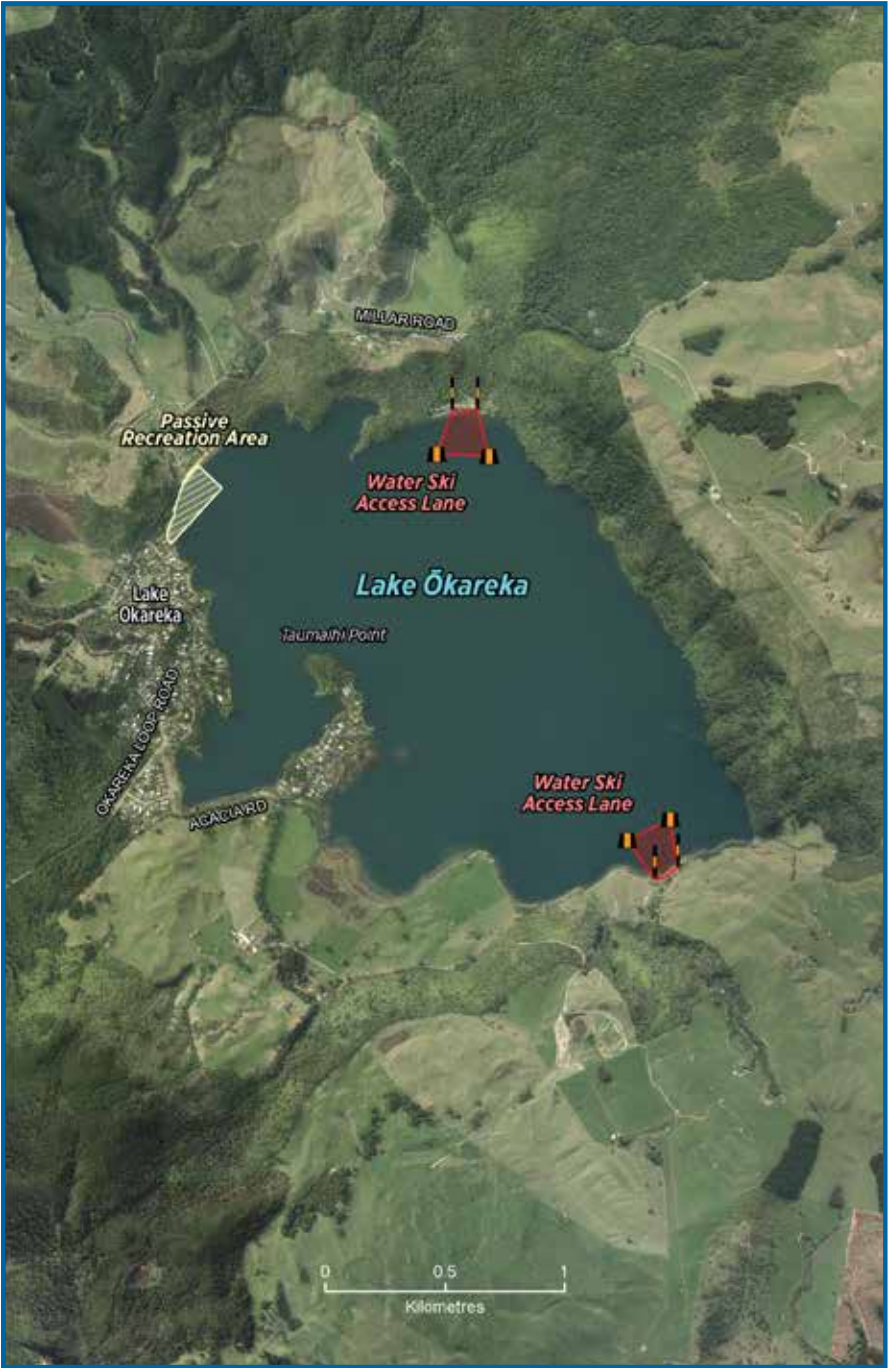 MILLAR ROAD
Passive
Recreation Area
Water Ski
Access Lane
Lake Ōkareka
Lake
Okareka
Taumaihi Point
OKAREKA LOOP ROAD
Water Ski
Access Lane
ACACIA RD
0 0.5 1
Kilometres